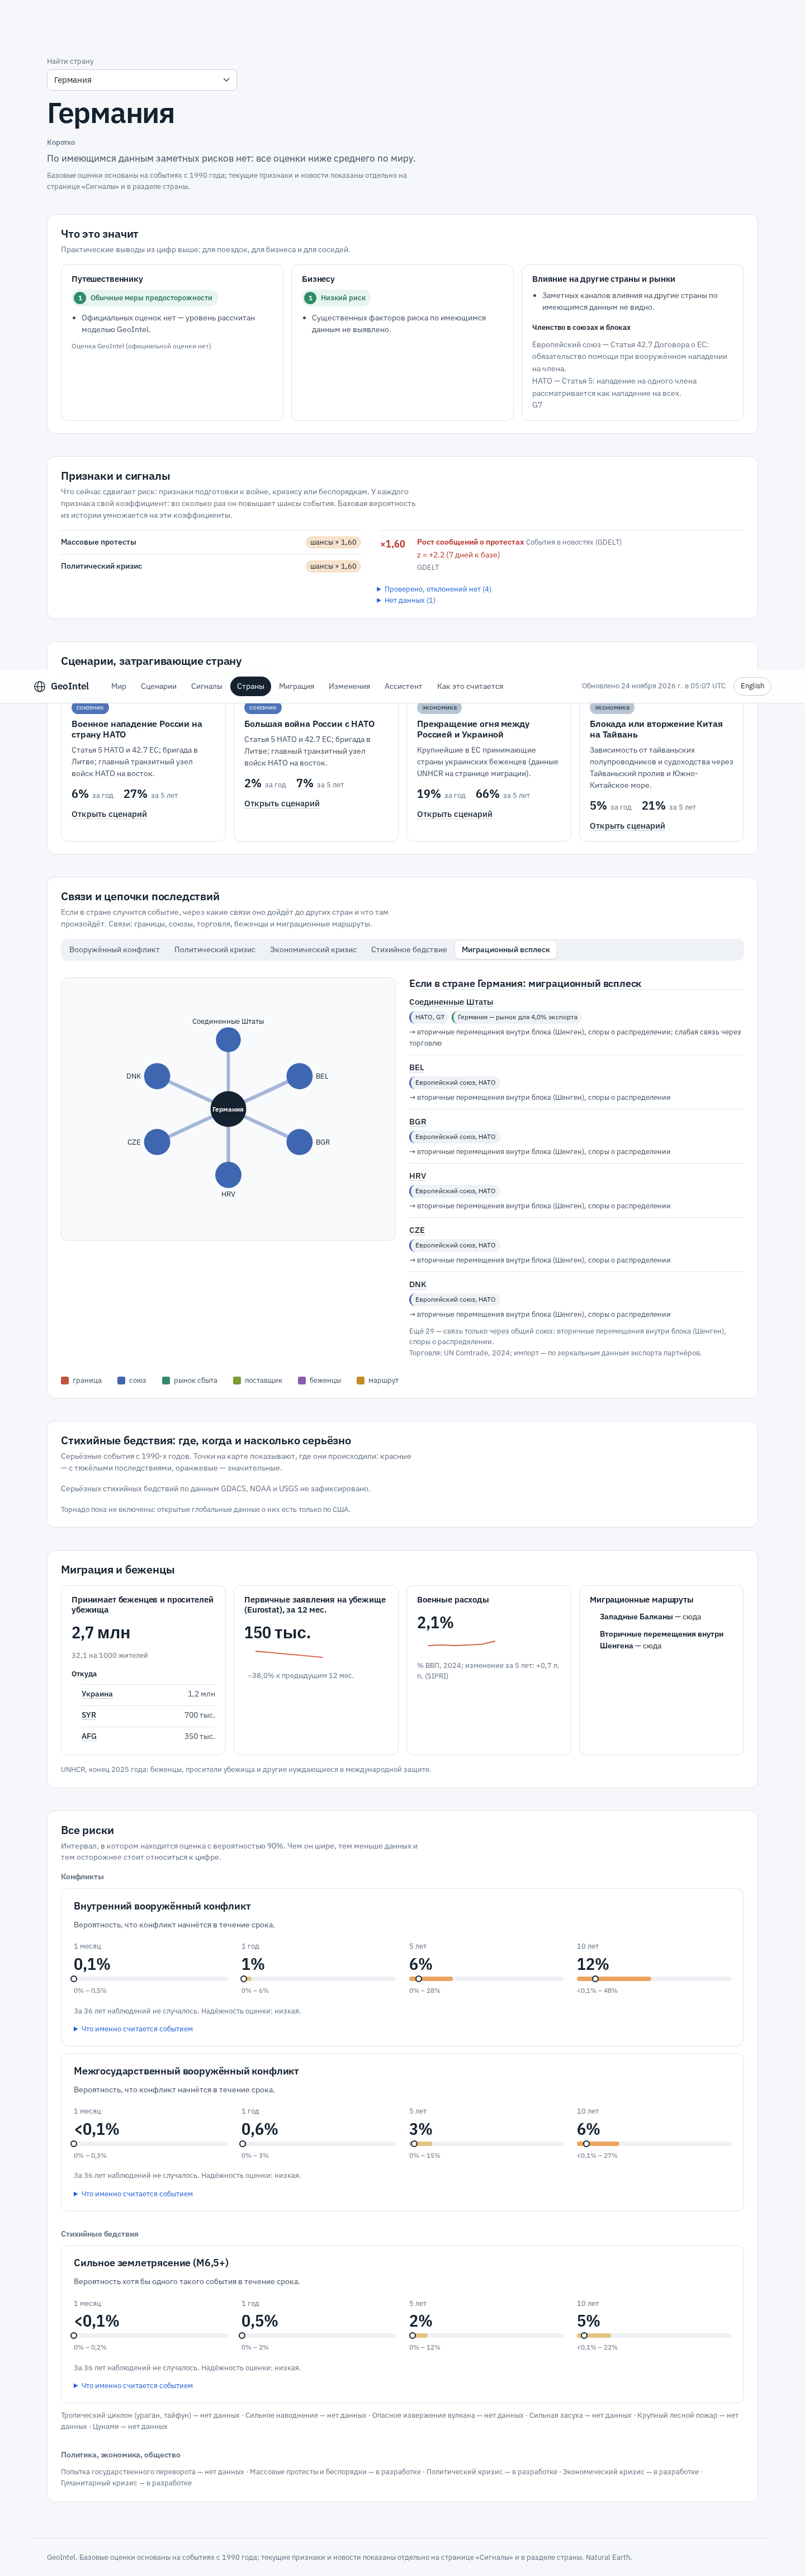 Найти страну
Германия
Германия
Коротко
По имеющимся данным заметных рисков нет: все оценки ниже среднего по миру.
Базовые оценки основаны на событиях с 1990 года; текущие признаки и новости показаны отдельно на
странице «Сигналы» и в разделе страны.
Что это значит
Практические выводы из цифр выше: для поездок, для бизнеса и для соседей.
Путешественнику
1 Обычные меры предосторожности
• Официальных оценок нет — уровень рассчитан
моделью GeoIntel.
Оценка GeoIntel (официальной оценки нет)
Бизнесу
1 Низкий риск
• Существенных факторов риска по имеющимся
данным не выявлено.
Влияние на другие страны и рынки
• Заметных каналов влияния на другие страны по
имеющимся данным не видно.
Членство в союзах и блоках
Европейский союз — Статья 42.7 Договора о ЕС:
обязательство помощи при вооружённом нападении
на члена.
НАТО — Статья 5: нападение на одного члена
рассматривается как нападение на всех.
G7
Признаки и сигналы
Что сейчас сдвигает риск: признаки подготовки к войне, кризису или беспорядкам. У каждого
признака свой коэффициент: во сколько раз он повышает шансы события. Базовая вероятность
из истории умножается на эти коэффициенты.
Массовые протесты шансы × 1,60
Политический кризис шансы × 1,60
×1,60 Рост сообщений о протестах События в новостях (GDELT)
z = +2.2 (7 дней к базе)
GDELT
▶ Проверено, отклонений нет (4)
▶ Нет данных (1)
Сценарии, затрагивающие страну
GeoIntel Мир Сценарии Сигналы Страны Миграция Изменения Ассистент Как это считается Обновлено 24 ноября 2026 г. в 05:07 UTC English
союзник
Военное нападение России на
страну НАТО
Статья 5 НАТО и 42.7 ЕС; бригада в
Литве; главный транзитный узел
войск НАТО на восток.
6% за год 27% за 5 лет
Открыть сценарий
союзник
Большая война России с НАТО
Статья 5 НАТО и 42.7 ЕС; бригада в
Литве; главный транзитный узел
войск НАТО на восток.
2% за год 7% за 5 лет
Открыть сценарий
экономика
Прекращение огня между
Россией и Украиной
Крупнейшие в ЕС принимающие
страны украинских беженцев (данные
UNHCR на странице миграции).
19% за год 66% за 5 лет
Открыть сценарий
экономика
Блокада или вторжение Китая
на Тайвань
Зависимость от тайваньских
полупроводников и судоходства через
Тайваньский пролив и Южно-
Китайское море.
5% за год 21% за 5 лет
Открыть сценарий
Связи и цепочки последствий
Если в стране случится событие, через какие связи оно дойдёт до других стран и что там
произойдёт. Связи: границы, союзы, торговля, беженцы и миграционные маршруты.
Вооружённый конфликт Политический кризис Экономический кризис Стихийное бедствие Миграционный всплеск
Соединенные Штаты
DNK
BEL
Германия
CZE
BGR
HRV
Если в стране Германия: миграционный всплеск
Соединенные Штаты
НАТО, G7 Германия — рынок для 4,0% экспорта
→ вторичные перемещения внутри блока (Шенген), споры о распределении; слабая связь через
торговлю
BEL
Европейский союз, НАТО
→ вторичные перемещения внутри блока (Шенген), споры о распределении
BGR
Европейский союз, НАТО
→ вторичные перемещения внутри блока (Шенген), споры о распределении
HRV
Европейский союз, НАТО
→ вторичные перемещения внутри блока (Шенген), споры о распределении
CZE
Европейский союз, НАТО
→ вторичные перемещения внутри блока (Шенген), споры о распределении
DNK
Европейский союз, НАТО
→ вторичные перемещения внутри блока (Шенген), споры о распределении
Ещё 29 — связь только через общий союз: вторичные перемещения внутри блока (Шенген),
споры о распределении.
Торговля: UN Comtrade, 2024; импорт — по зеркальным данным экспорта партнёров.
граница союз рынок сбыта поставщик беженцы маршрут
Стихийные бедствия: где, когда и насколько серьёзно
Серьёзные события с 1990-х годов. Точки на карте показывают, где они происходили: красные
— с тяжёлыми последствиями, оранжевые — значительные.
Серьёзных стихийных бедствий по данным GDACS, NOAA и USGS не зафиксировано.
Торнадо пока не включены: открытые глобальные данные о них есть только по США.
Миграция и беженцы
Принимает беженцев и просителей
убежища
2,7 млн
32,1 на 1000 жителей
Откуда
Украина 1,2 млн
SYR 700 тыс.
AFG 350 тыс.
Первичные заявления на убежище
(Eurostat), за 12 мес.
150 тыс.
−38,0% к предыдущим 12 мес.
Военные расходы
2,1%
% ВВП, 2024; изменение за 5 лет: +0,7 п.
п. (SIPRI)
Миграционные маршруты
Западные Балканы — сюда
Вторичные перемещения внутри
Шенгена — сюда
UNHCR, конец 2025 года: беженцы, просители убежища и другие нуждающиеся в международной защите.
Все риски
Интервал, в котором находится оценка с вероятностью 90%. Чем он шире, тем меньше данных и
тем осторожнее стоит относиться к цифре.
Конфликты
Внутренний вооружённый конфликт
Вероятность, что конфликт начнётся в течение срока.
1 месяц 1 год 5 лет 10 лет
0,1% 1% 6% 12%
0% – 0,5% 0% – 6% 0% – 28% <0,1% – 48%
За 36 лет наблюдений не случалось. Надёжность оценки: низкая.
▶ Что именно считается событием
Межгосударственный вооружённый конфликт
Вероятность, что конфликт начнётся в течение срока.
1 месяц 1 год 5 лет 10 лет
<0,1% 0,6% 3% 6%
0% – 0,3% 0% – 3% 0% – 15% <0,1% – 27%
За 36 лет наблюдений не случалось. Надёжность оценки: низкая.
▶ Что именно считается событием
Стихийные бедствия
Сильное землетрясение (M6,5+)
Вероятность хотя бы одного такого события в течение срока.
1 месяц 1 год 5 лет 10 лет
<0,1% 0,5% 2% 5%
0% – 0,2% 0% – 2% 0% – 12% <0,1% – 22%
За 36 лет наблюдений не случалось. Надёжность оценки: низкая.
▶ Что именно считается событием
Тропический циклон (ураган, тайфун) — нет данных · Сильное наводнение — нет данных · Опасное извержение вулкана — нет данных · Сильная засуха — нет данных · Крупный лесной пожар — нет
данных · Цунами — нет данных
Политика, экономика, общество
Попытка государственного переворота — нет данных · Массовые протесты и беспорядки — в разработке · Политический кризис — в разработке · Экономический кризис — в разработке ·
Гуманитарный кризис — в разработке
GeoIntel. Базовые оценки основаны на событиях с 1990 года; текущие признаки и новости показаны отдельно на странице «Сигналы» и в разделе страны. Natural Earth.